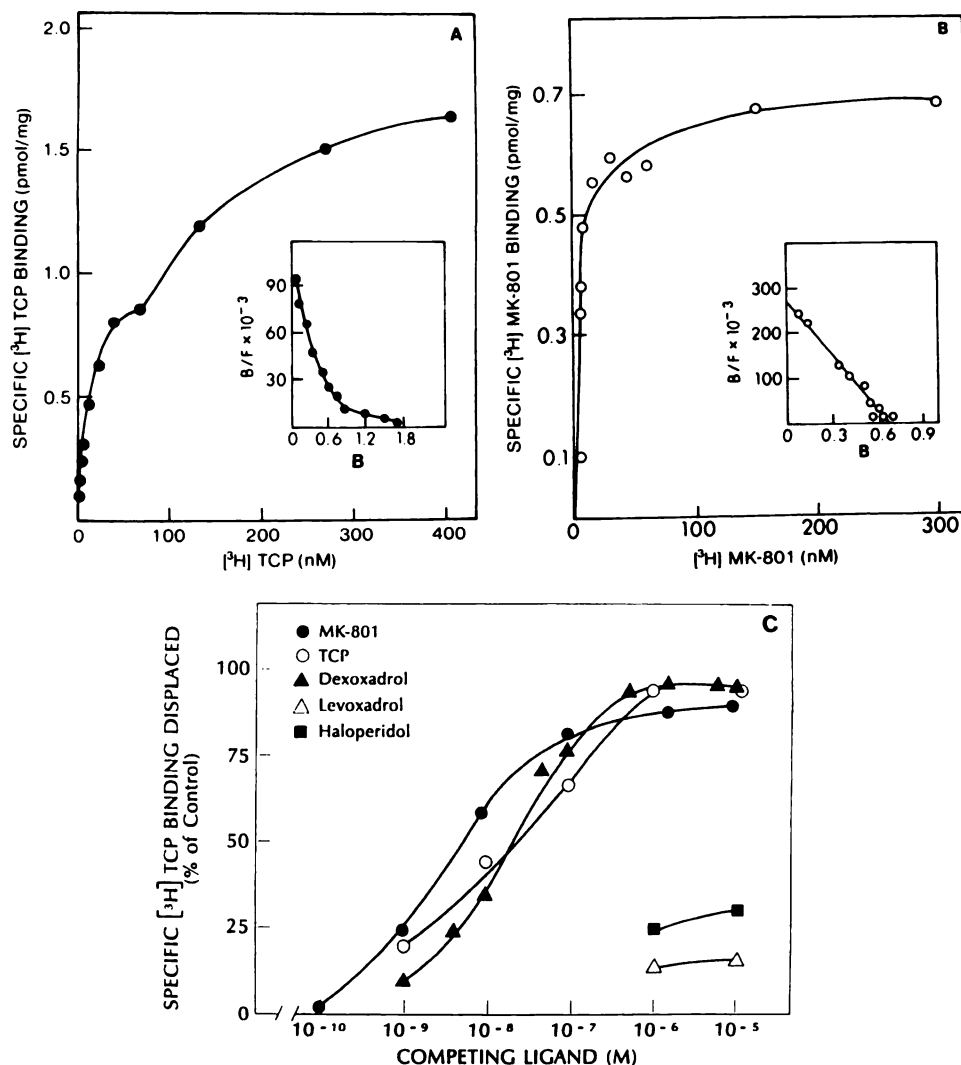 A
SPECIFIC [³H] TCP BINDING (pmol/mg)
2.0
1.5
1.0
0.5
0
100
200
300
400
[³H] TCP (nM)
B/F × 10⁻³
90
60
30
0
0.6
1.2
1.8
B
B
SPECIFIC [³H] MK-801 BINDING (pmol/mg)
0.7
0.5
0.3
0.1
0
100
200
300
[³H] MK-801 (nM)
B/F × 10⁻³
300
200
100
0
0.3
0.6
0.9
B
C
SPECIFIC [³H] TCP BINDING DISPLACED
(% of Control)
100
75
50
25
0
MK-801
TCP
Dexoxadrol
Levoxadrol
Haloperidol
10⁻¹⁰
10⁻⁹
10⁻⁸
10⁻⁷
10⁻⁶
10⁻⁵
COMPETING LIGAND (M)